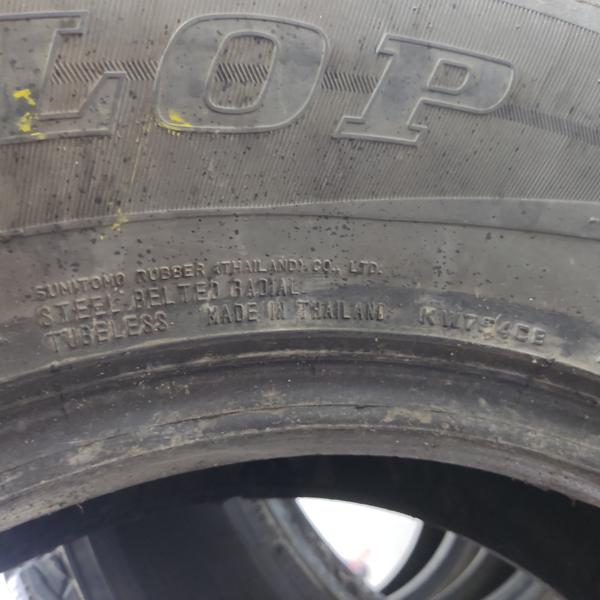 LOP
SUMITOMO RUBBER (THAILAND) CO., LTD.
STEEL BELTED RADIAL
TUBELESS MADE IN THAILAND